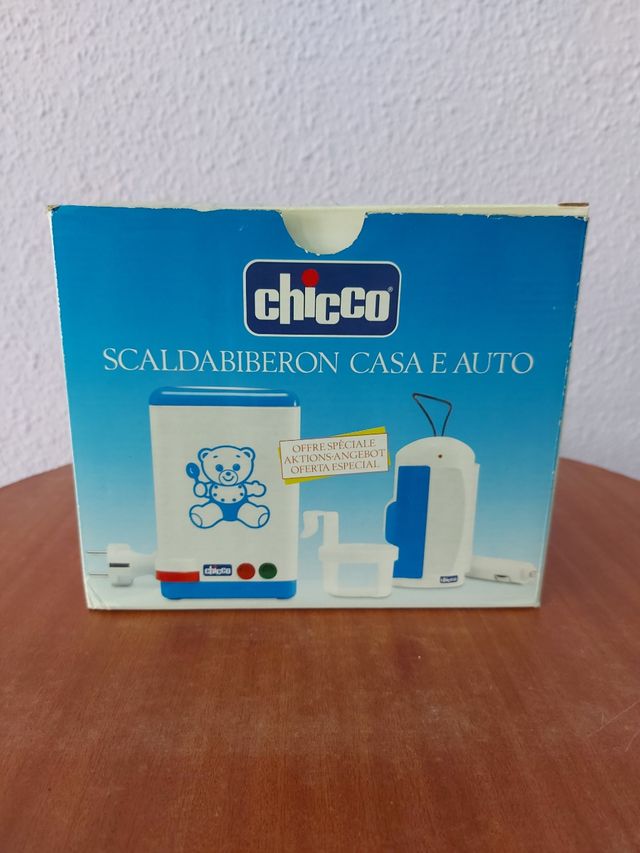 chicco®
SCALDABIBERON CASA E AUTO
OFFRE SPÉCIALE
AKTIONS-ANGEBOT
OFERTA ESPECIAL
chicco
chicco